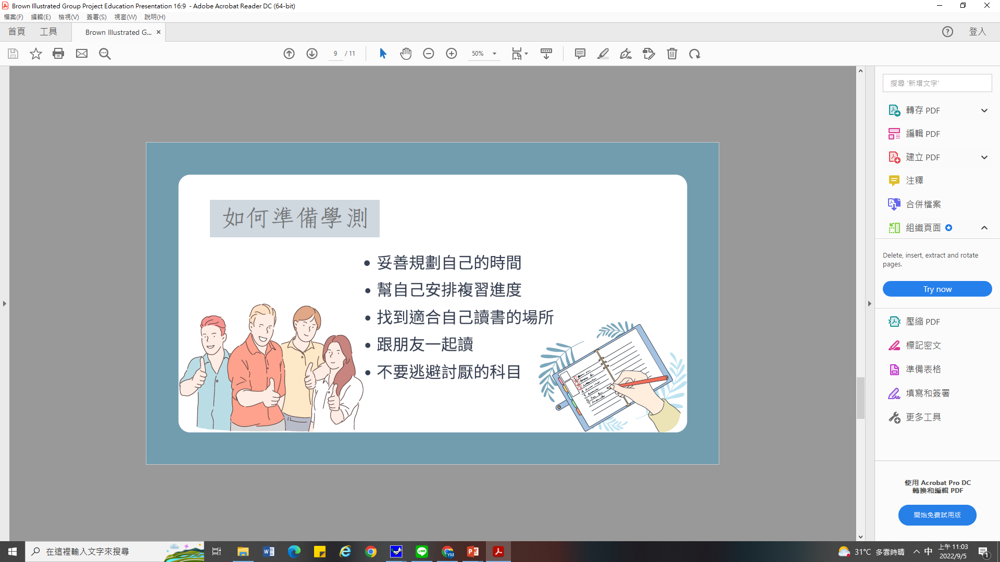 Brown Illustrated Group Project Education Presentation 16:9 - Adobe Acrobat Reader DC (64-bit)
檔案(F) 編輯(E) 檢視(V) 簽署(S) 視窗(W) 說明(H)
首頁 工具 Brown Illustrated G... 登入
9 / 11 50%
搜尋 '新增文字'
轉存 PDF
編輯 PDF
建立 PDF
注釋
合併檔案
組織頁面
Delete, insert, extract and rotate
pages.
Try now
壓縮 PDF
標記密文
準備表格
填寫和簽署
更多工具
使用 Acrobat Pro DC
轉換和編輯 PDF
開始免費試用版
如何準備學測
• 妥善規劃自己的時間
• 幫自己安排複習進度
• 找到適合自己讀書的場所
• 跟朋友一起讀
• 不要逃避討厭的科目
在這裡輸入文字來搜尋
31°C 多雲時晴
中
上午 11:03
2022/9/5
1